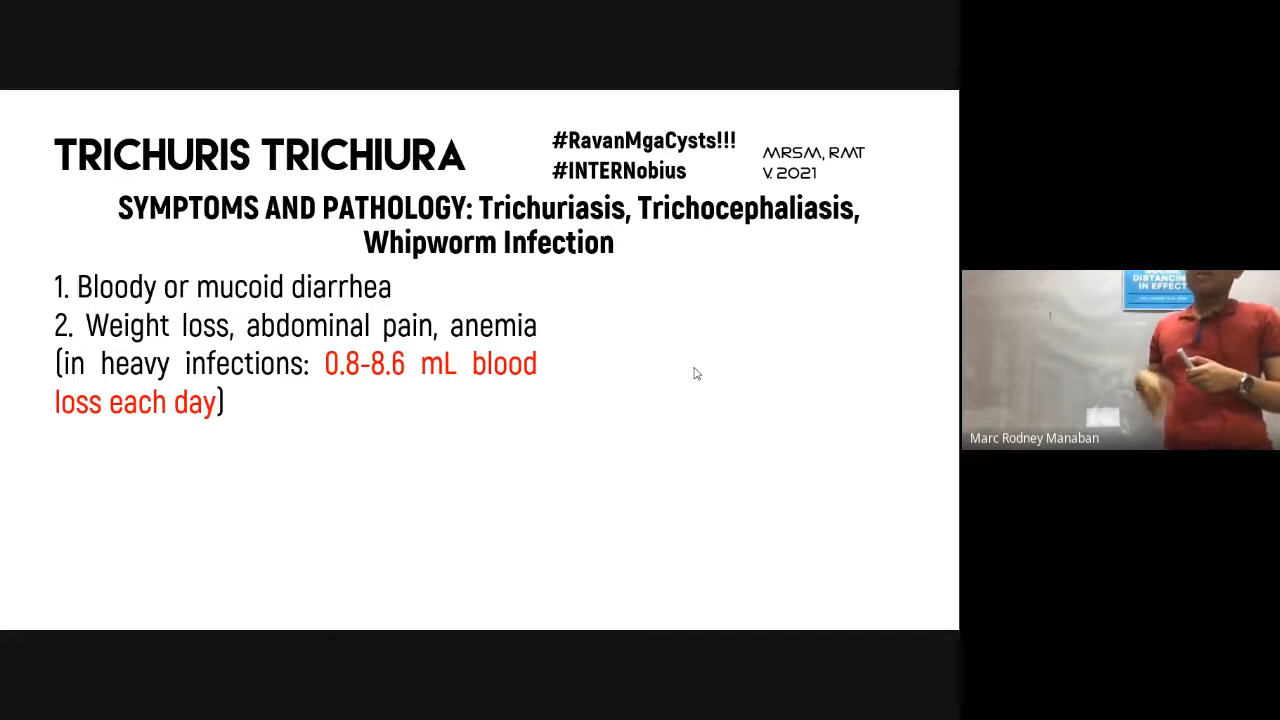 TRICHURIS TRICHIURA
#RavanMgaCysts!!!
#INTERNobius
MRSM, RMT
V. 2021
SYMPTOMS AND PATHOLOGY: Trichuriasis, Trichocephaliasis,
Whipworm Infection
1. Bloody or mucoid diarrhea
2. Weight loss, abdominal pain, anemia
(in heavy infections: 0.8-8.6 mL blood
loss each day)
DISTANCING
IN EFFECT
Marc Rodney Manaban